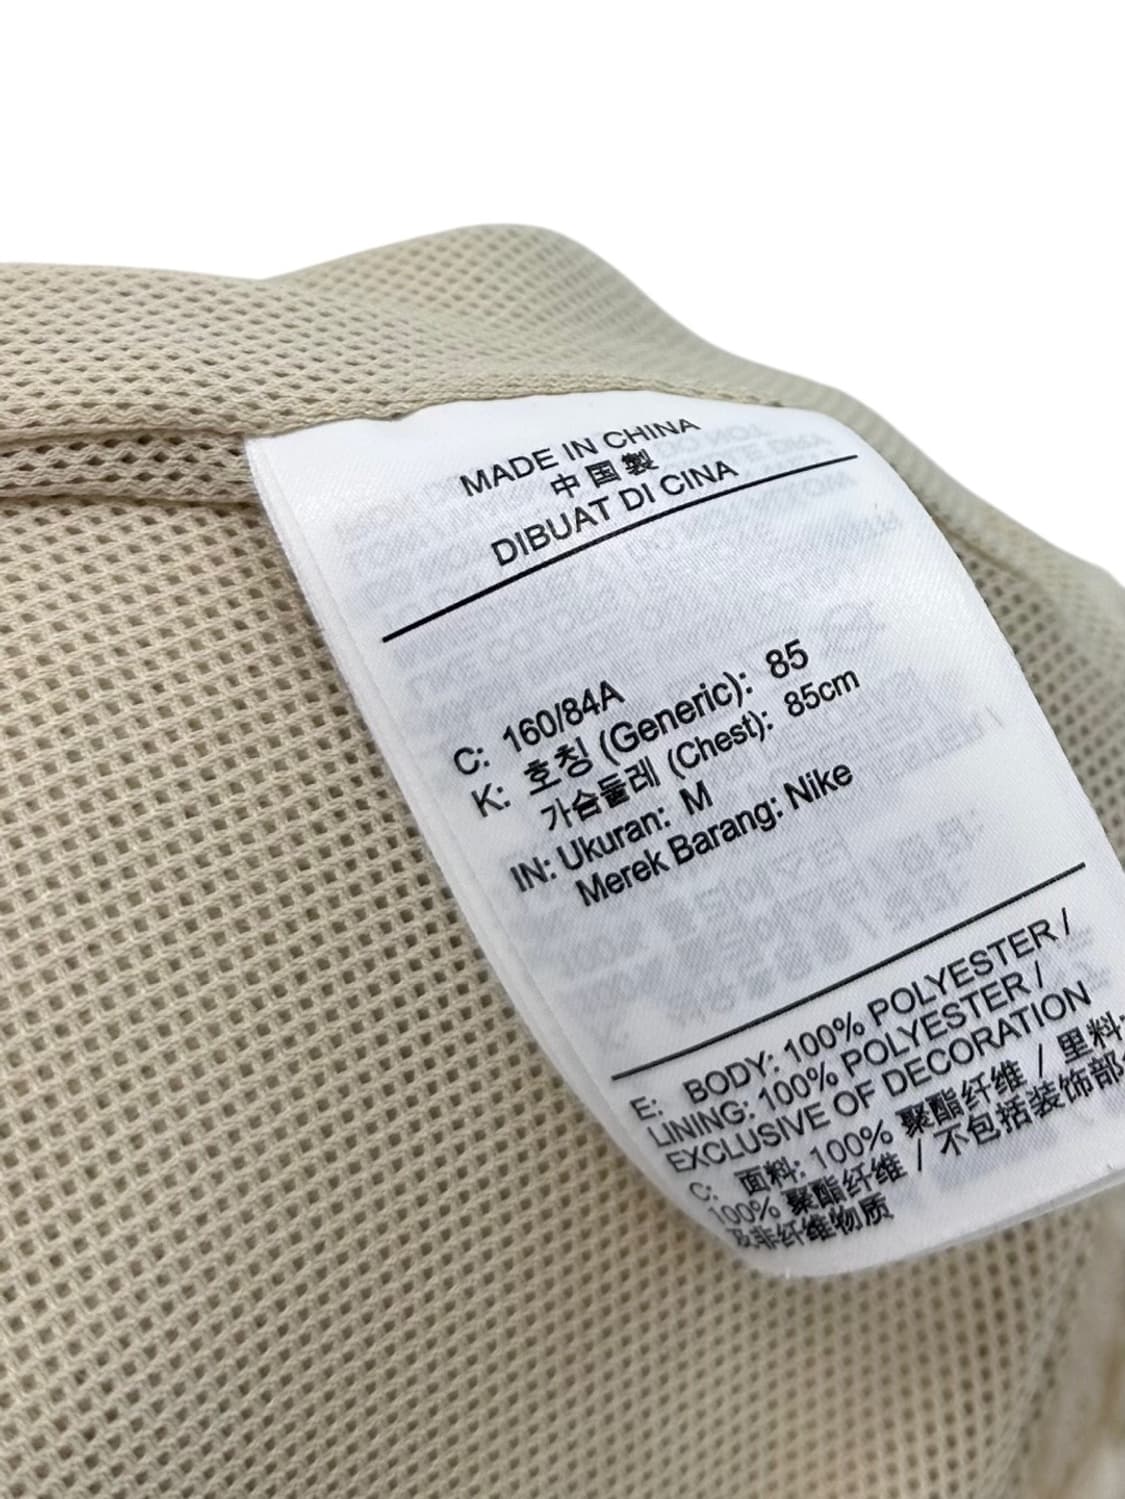 MADE IN CHINA
中国製
DIBUAT DI CINA
C: 160/84A
K: 호칭 (Generic): 85
가슴둘레 (Chest): 85cm
IN: Ukuran: M
Merek Barang: Nike
E: BODY: 100% POLYESTER /
LINING: 100% POLYESTER /
EXCLUSIVE OF DECORATION
C: 面料: 100% 聚酯纤维 / 里料:
100% 聚酯纤维 / 不包括装饰部
及非纤维物质